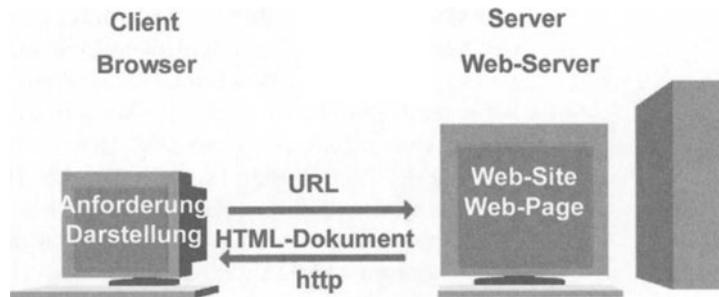 Client
Browser
Server
Web-Server
Anforderung
Darstellung
URL
HTML-Dokument
http
Web-Site
Web-Page